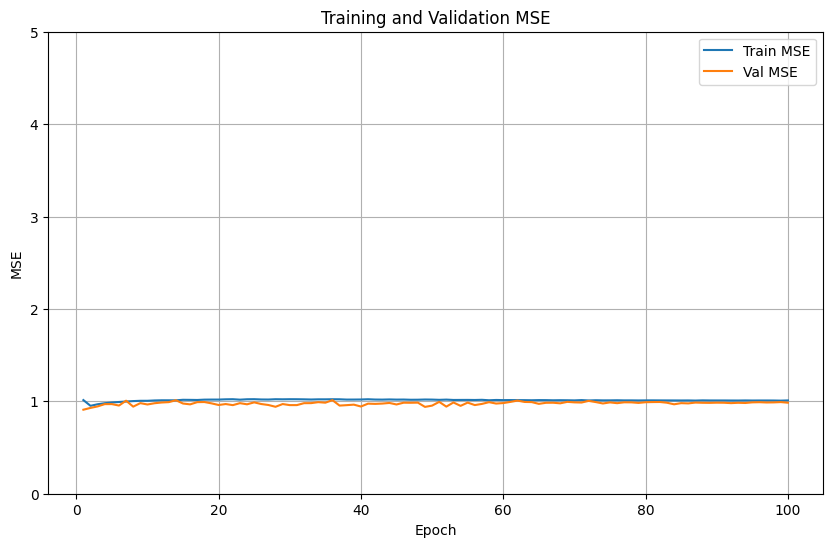 Training and Validation MSE
Train MSE
Val MSE
MSE
5
4
3
2
1
0
0 20 40 60 80 100
Epoch